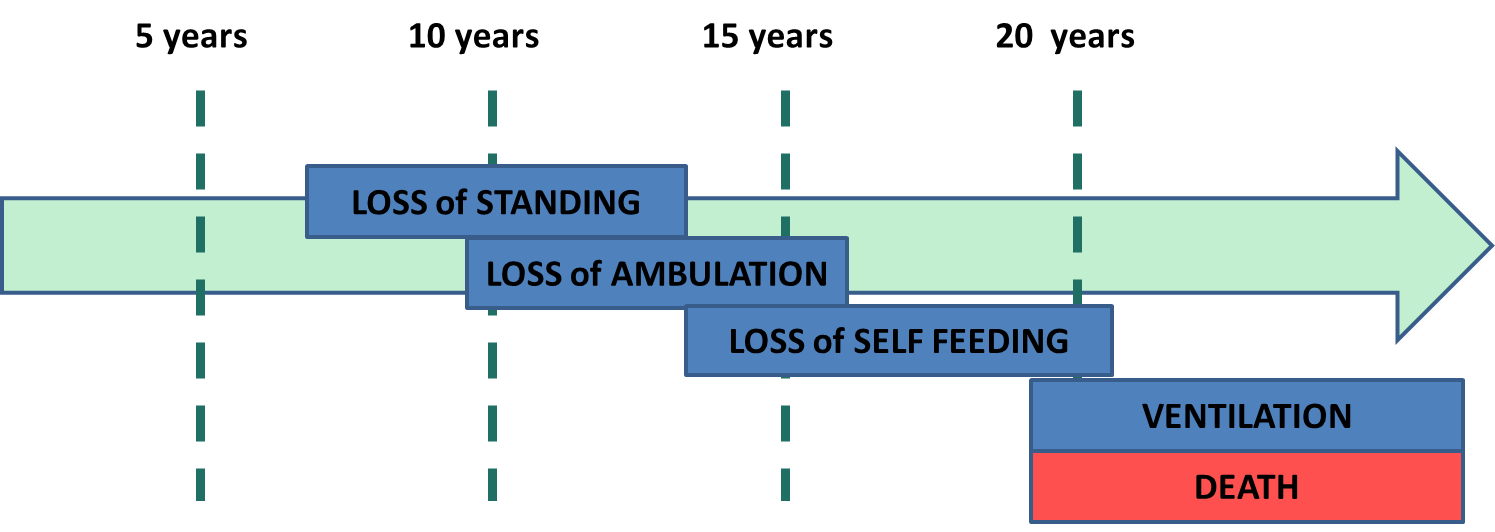 5 years
10 years
15 years
20  years
LOSS of STANDING
LOSS of AMBULATION
LOSS of SELF FEEDING
VENTILATION
DEATH